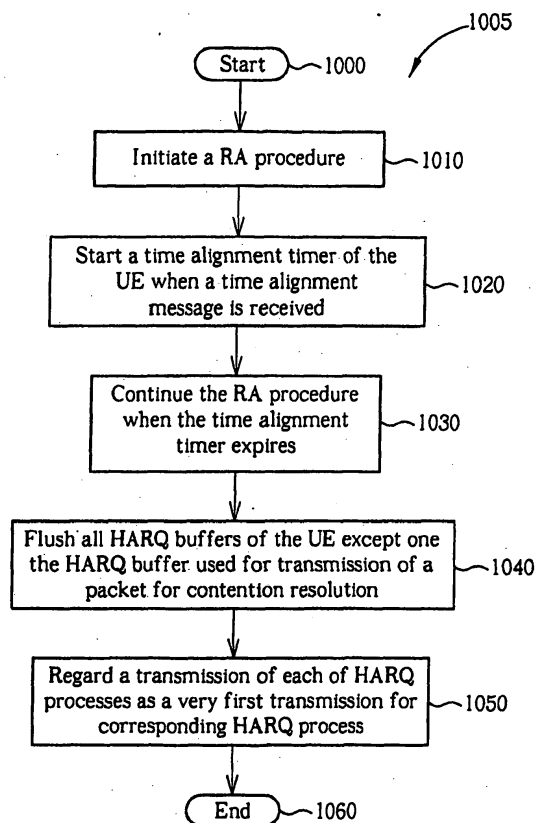 1005
Start 1000
Initiate a RA procedure 1010
Start a time alignment timer of the
UE when a time alignment
message is received
1020
Continue the RA procedure
when the time alignment
timer expires
1030
Flush all HARQ buffers of the UE except one
the HARQ buffer used for transmission of a
packet for contention resolution
1040
Regard a transmission of each of HARQ
processes as a very first transmission for
corresponding HARQ process
1050
End 1060